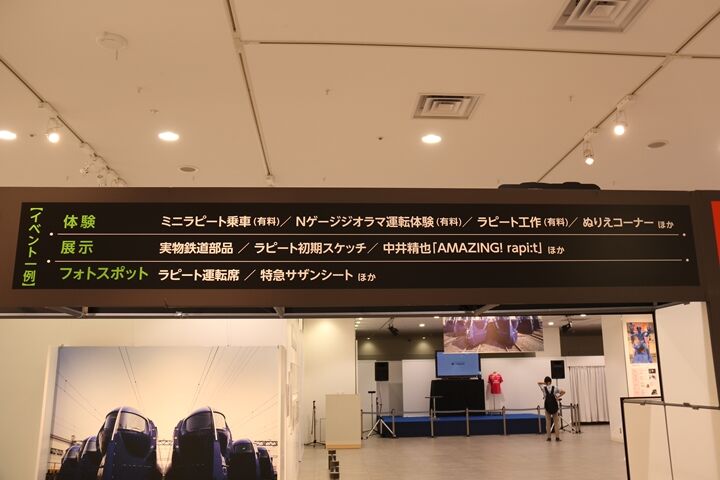 【イベント一例】
体験 ミニラピート乗車(有料)／ Nゲージジオラマ運転体験(有料)／ ラピート工作(有料)／ ぬりえコーナー ほか
展示 実物鉄道部品 ／ ラピート初期スケッチ／ 中井精也「AMAZING! rapi:t」 ほか
フォトスポット ラピート運転席 ／ 特急サザンシート ほか